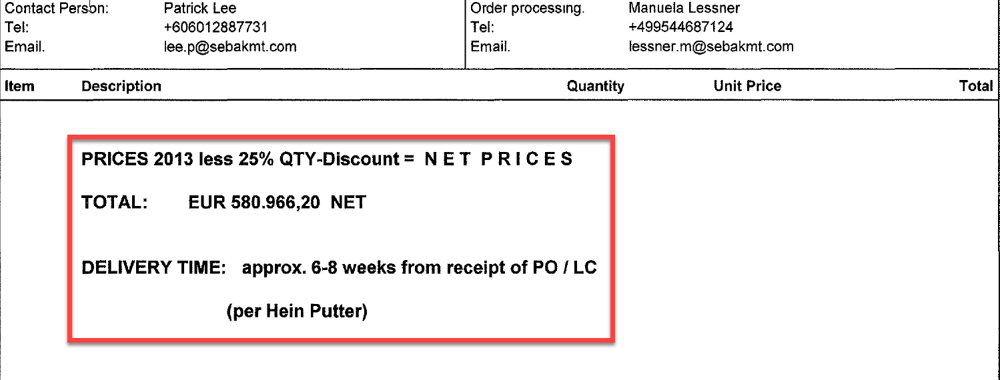 Contact Person: Patrick Lee
Tel: +606012887731
Email. lee.p@sebakmt.com
Order processing. Manuela Lessner
Tel: +499544687124
Email. lessner.m@sebakmt.com
Item Description Quantity Unit Price Total
PRICES 2013 less 25% QTY-Discount = N E T P R I C E S
TOTAL: EUR 580.966,20 NET
DELIVERY TIME: approx. 6-8 weeks from receipt of PO / LC
(per Hein Putter)